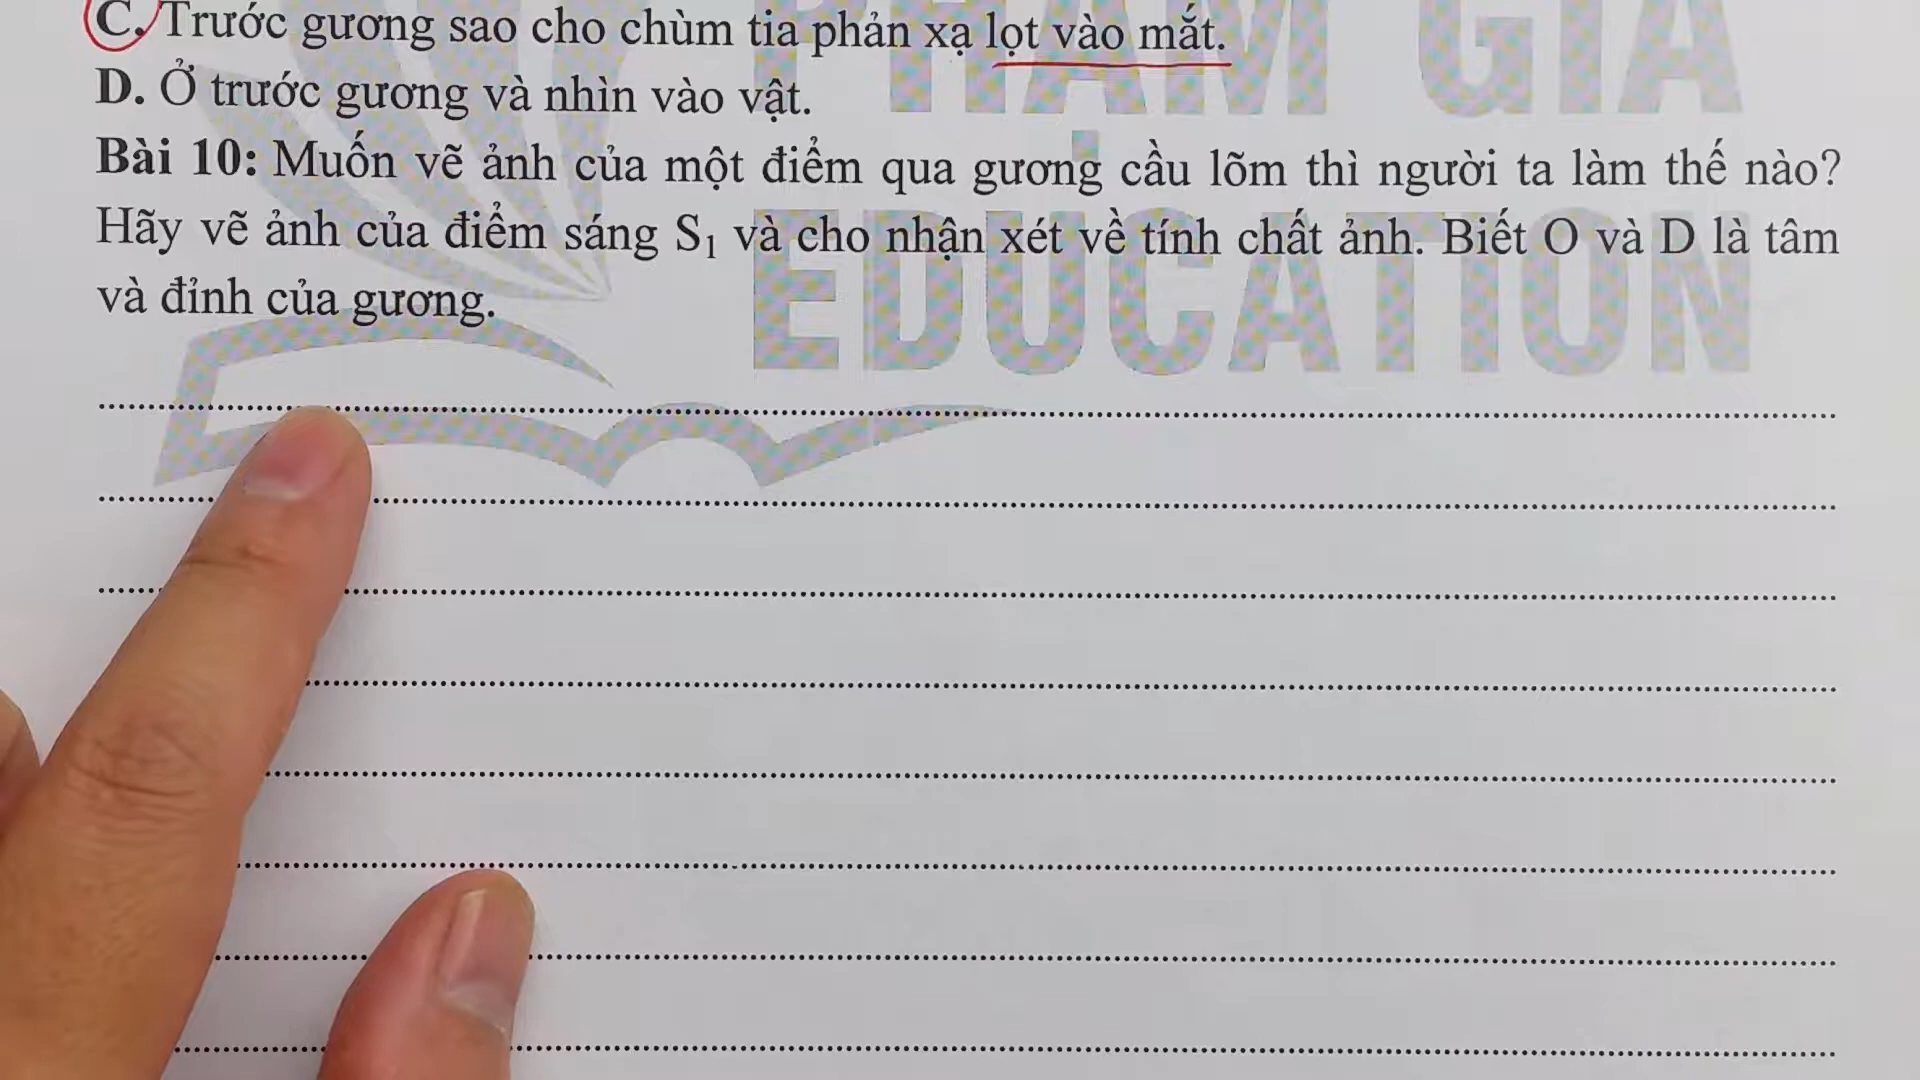 C. Trước gương sao cho chùm tia phản xạ lọt vào mắt.
D. Ở trước gương và nhìn vào vật.
Bài 10: Muốn vẽ ảnh của một điểm qua gương cầu lõm thì người ta làm thế nào?
Hãy vẽ ảnh của điểm sáng S₁ và cho nhận xét về tính chất ảnh. Biết O và D là tâm
và đỉnh của gương.
PHẠM GIA
EDUCATION